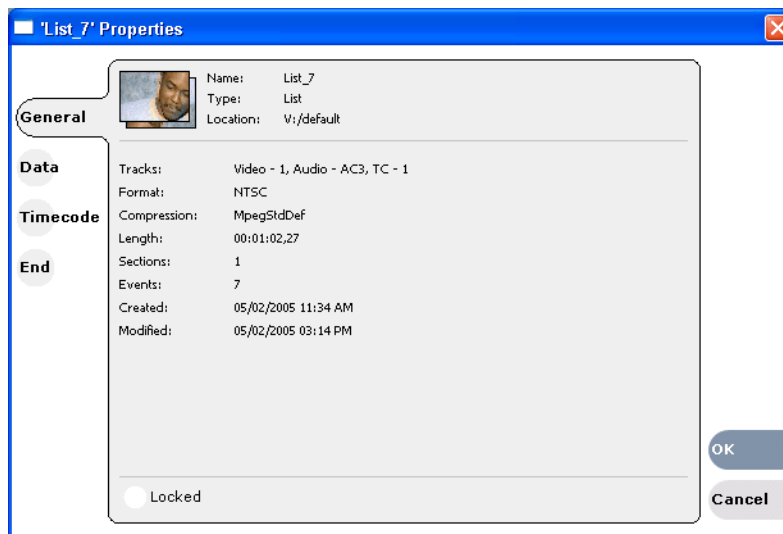 'List_7' Properties
General
Data
Timecode
End
Name: List_7
Type: List
Location: V:/default
Tracks: Video - 1, Audio - AC3, TC - 1
Format: NTSC
Compression: MpegStdDef
Length: 00:01:02,27
Sections: 1
Events: 7
Created: 05/02/2005 11:34 AM
Modified: 05/02/2005 03:14 PM
Locked
OK
Cancel